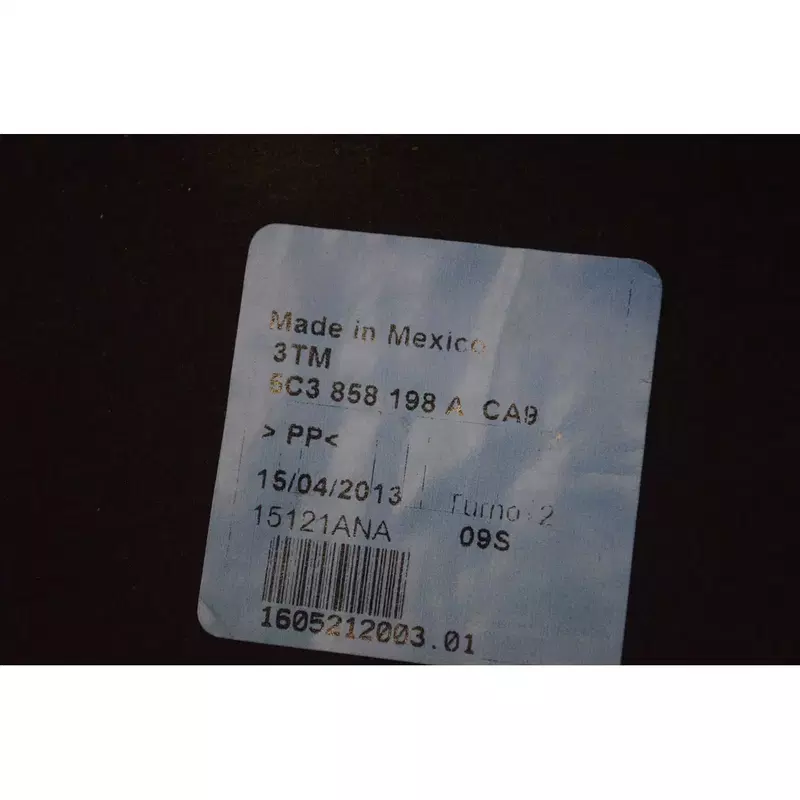 Made in Mexico
3TM
5C3 858 198 A CA9
> PP<
15/04/2013 Turno: 2
15121ANA 09S
1605212003.01